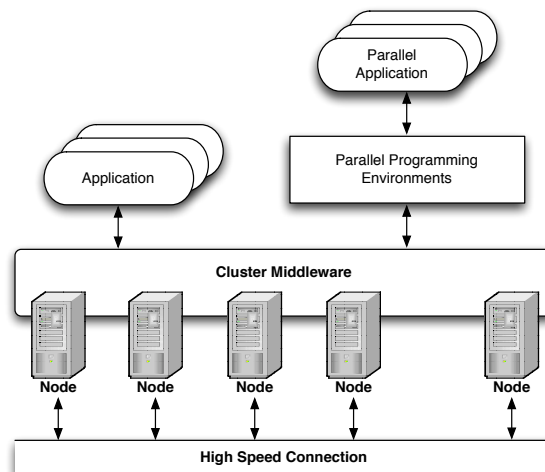 Parallel
Application
Parallel Programming
Environments
Application
Cluster Middleware
Node
Node
Node
Node
Node
High Speed Connection